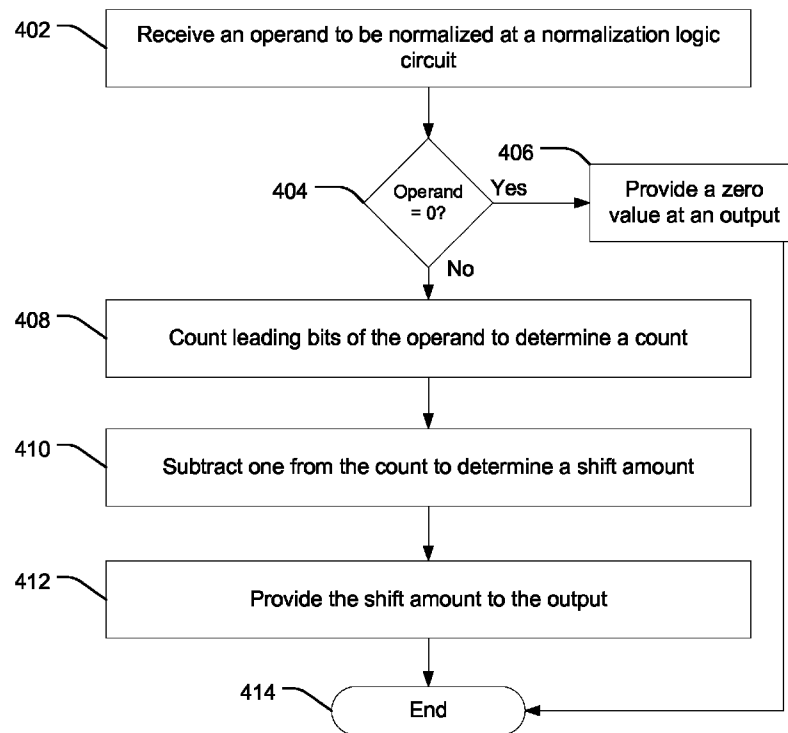 402
Receive an operand to be normalized at a normalization logic
circuit
404
Operand
= 0?
Yes
406
Provide a zero
value at an output
No
408
Count leading bits of the operand to determine a count
410
Subtract one from the count to determine a shift amount
412
Provide the shift amount to the output
414
End